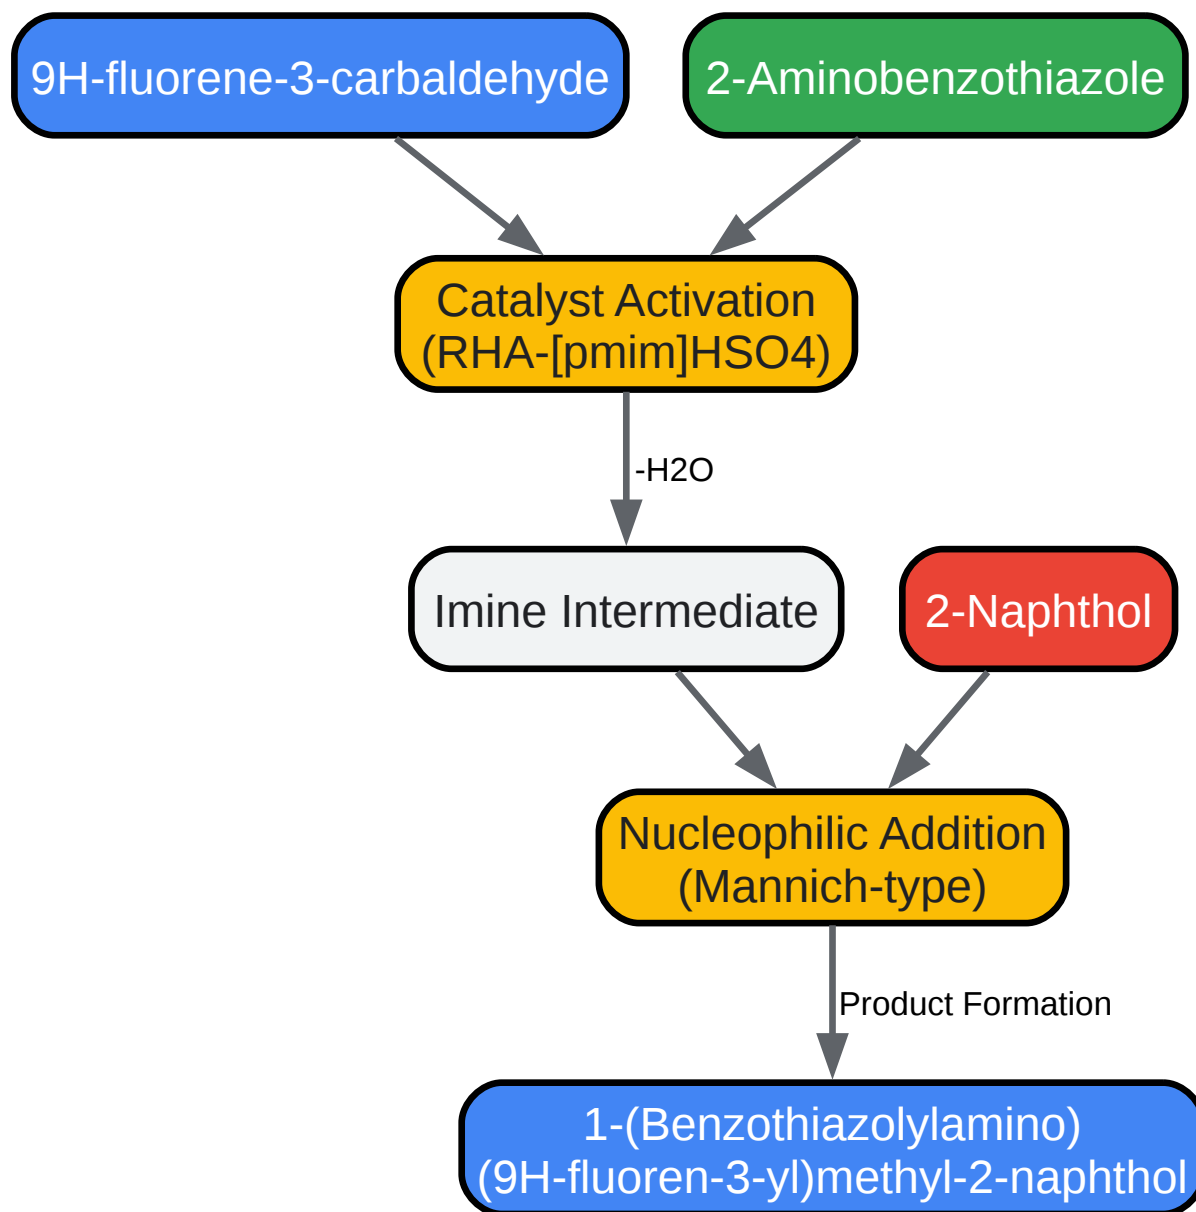 9H-fluorene-3-carbaldehyde
2-Aminobenzothiazole
Catalyst Activation
(RHA-[pmim]HSO4)
-H2O
Imine Intermediate
2-Naphthol
Nucleophilic Addition
(Mannich-type)
Product Formation
1-(Benzothiazolylamino)
(9H-fluoren-3-yl)methyl-2-naphthol